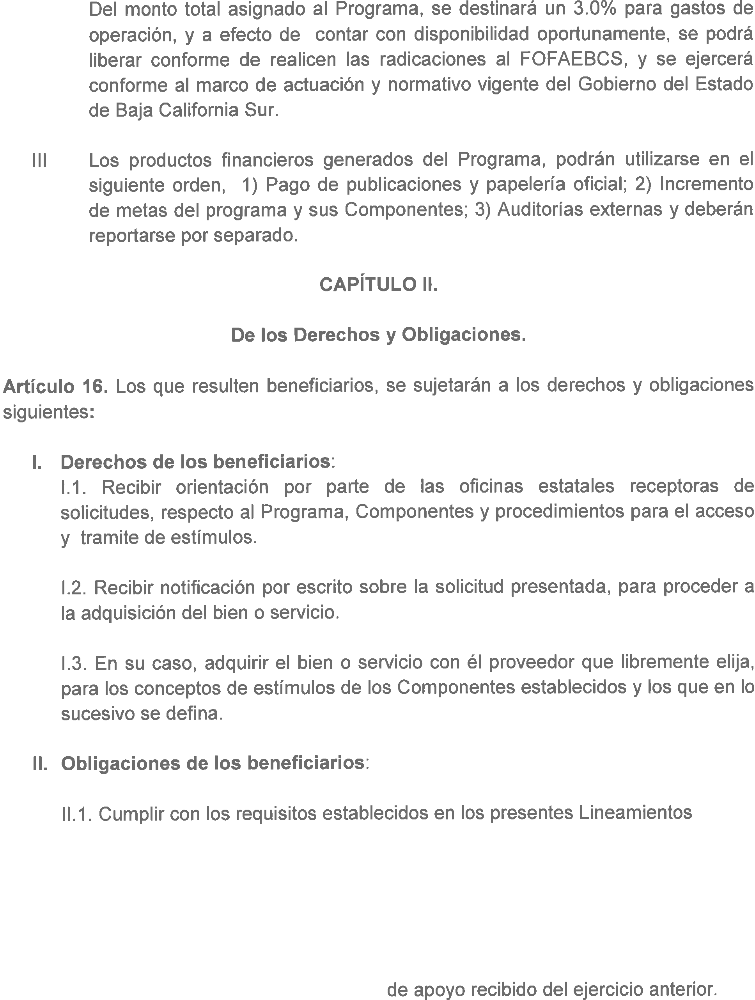 Del monto total asignado al Programa, se destinará un 3.0% para gastos de
operación, y a efecto de contar con disponibilidad oportunamente, se podrá
liberar conforme de realicen las radicaciones al FOFAEBCS, y se ejercerá
conforme al marco de actuación y normativo vigente del Gobierno del Estado
de Baja California Sur.
III Los productos financieros generados del Programa, podrán utilizarse en el
siguiente orden, 1) Pago de publicaciones y papelería oficial; 2) Incremento
de metas del programa y sus Componentes; 3) Auditorías externas y deberán
reportarse por separado.
CAPÍTULO II.
De los Derechos y Obligaciones.
Artículo 16. Los que resulten beneficiarios, se sujetarán a los derechos y obligaciones
siguientes:
I. Derechos de los beneficiarios:
I.1. Recibir orientación por parte de las oficinas estatales receptoras de
solicitudes, respecto al Programa, Componentes y procedimientos para el acceso
y tramite de estímulos.
I.2. Recibir notificación por escrito sobre la solicitud presentada, para proceder a
la adquisición del bien o servicio.
I.3. En su caso, adquirir el bien o servicio con él proveedor que libremente elija,
para los conceptos de estímulos de los Componentes establecidos y los que en lo
sucesivo se defina.
II. Obligaciones de los beneficiarios:
II.1. Cumplir con los requisitos establecidos en los presentes Lineamientos
de apoyo recibido del ejercicio anterior.